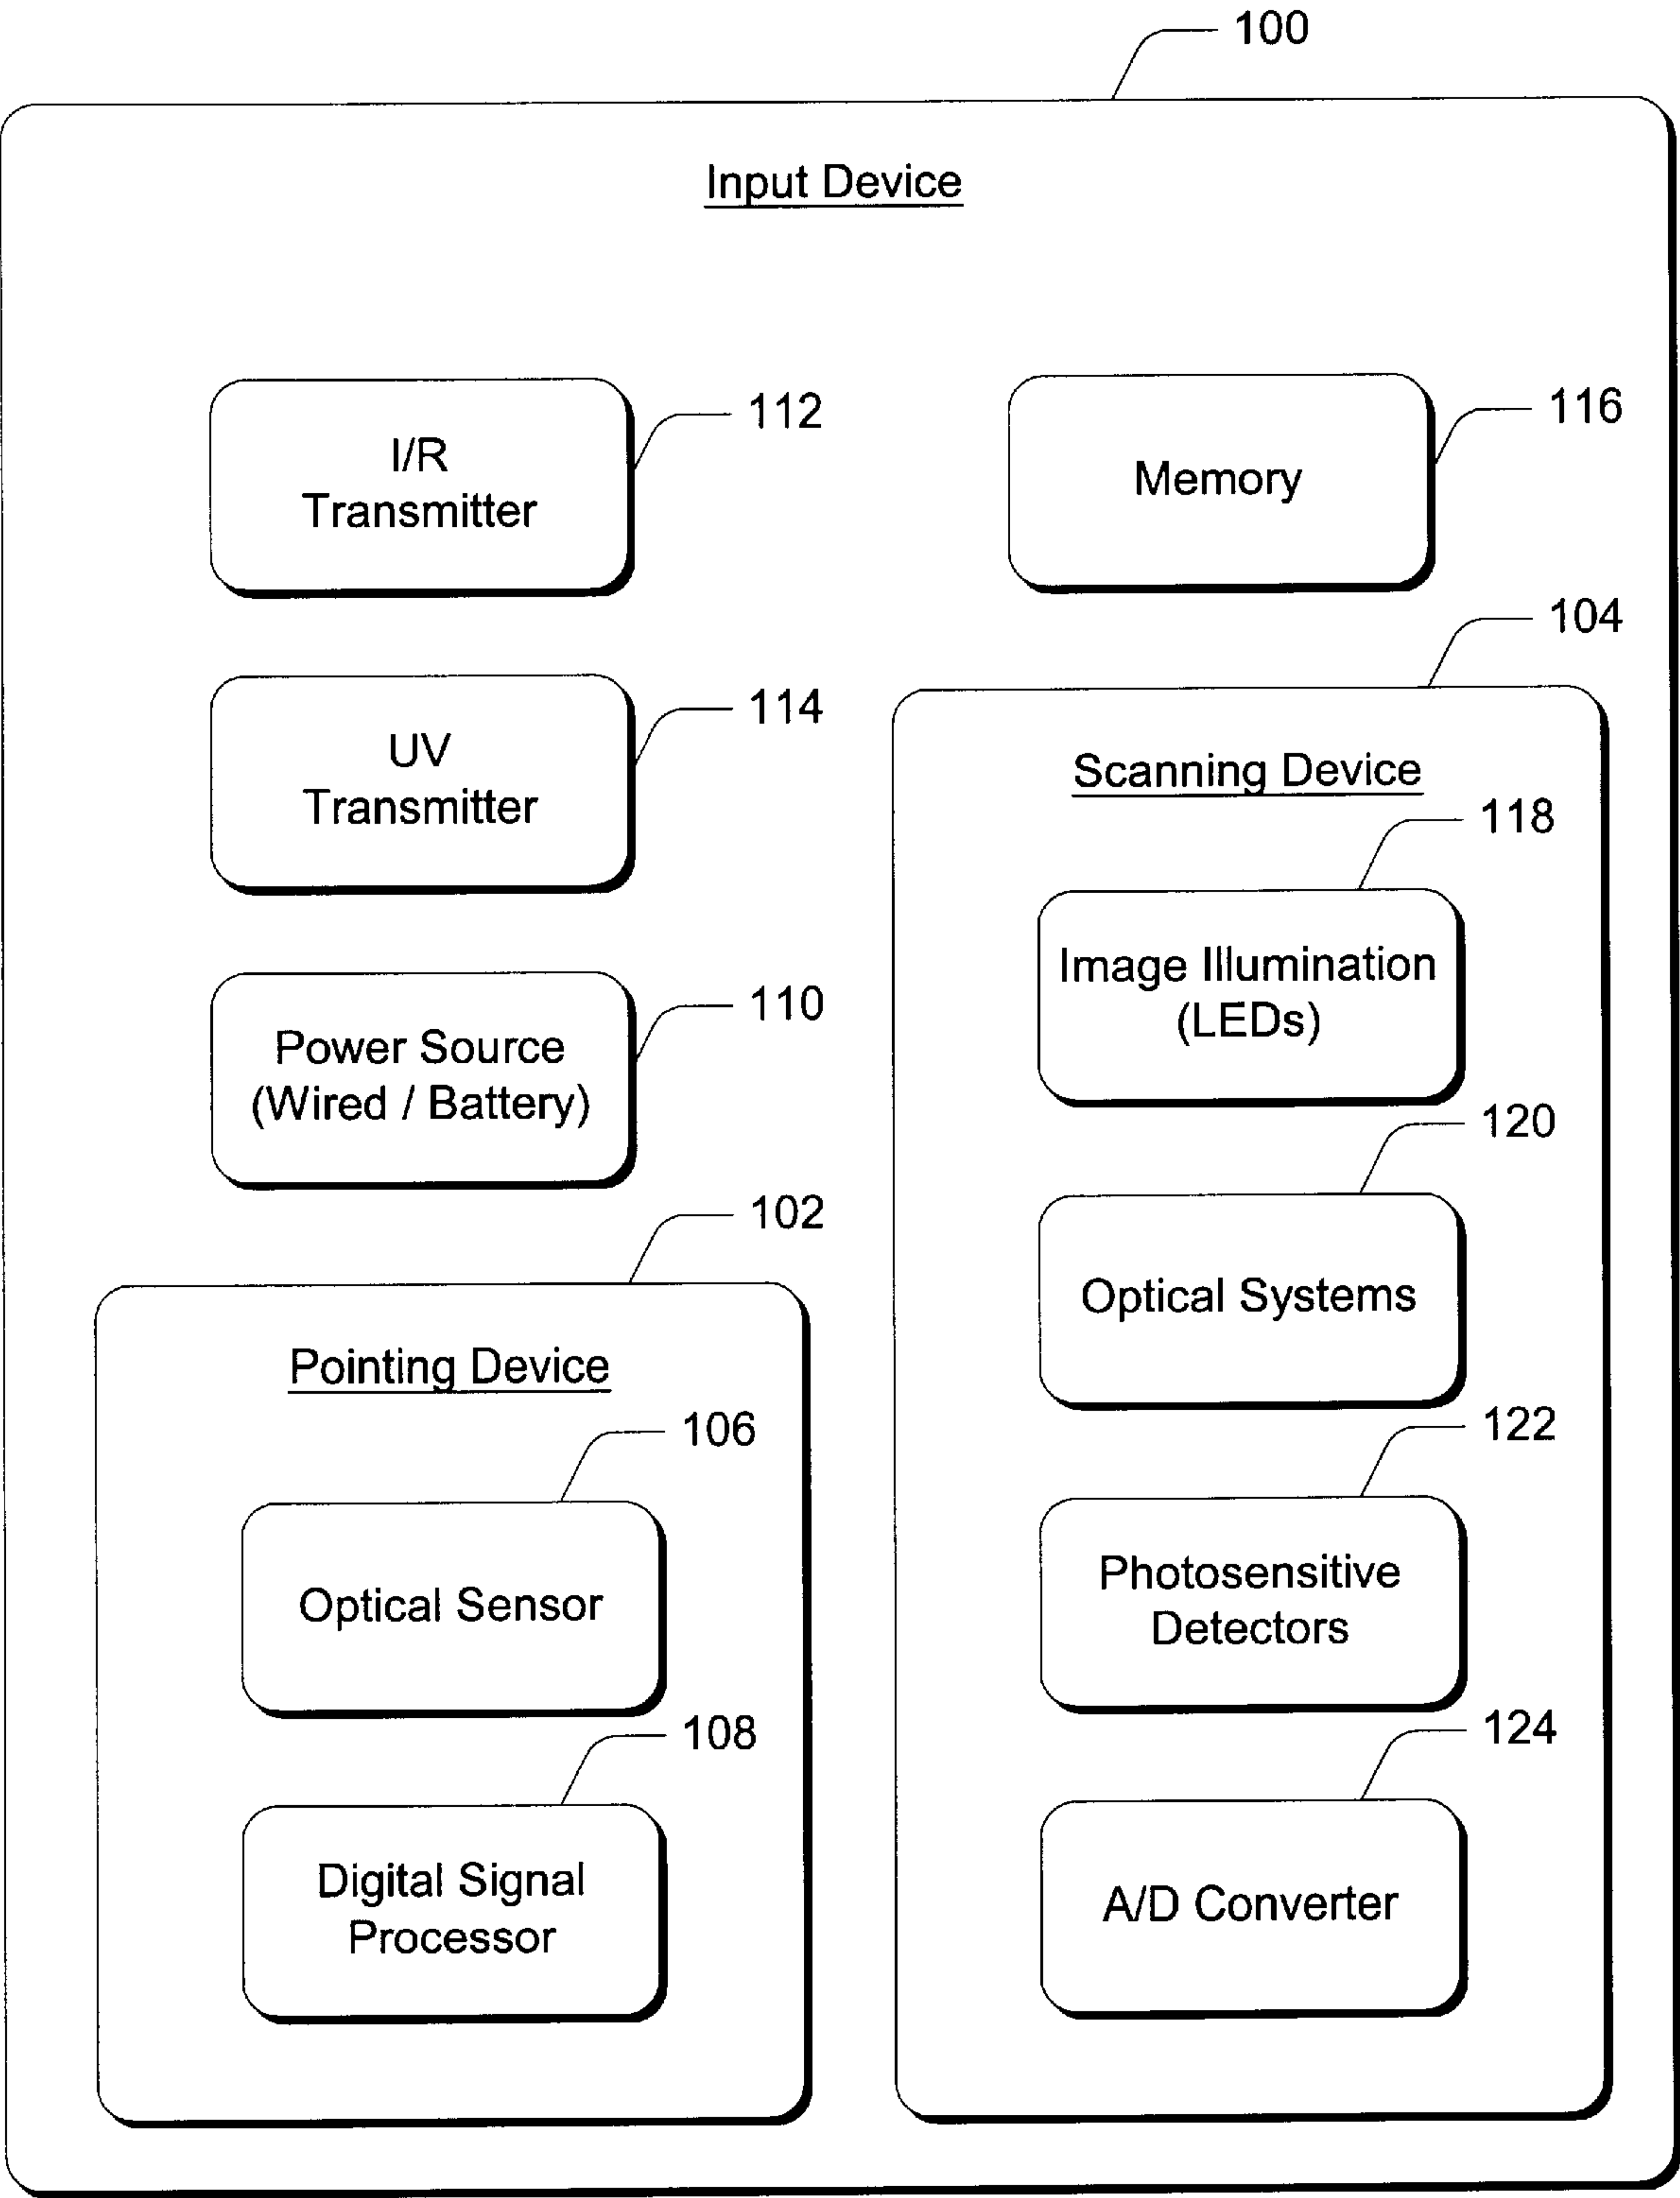 100
Input Device
I/R
Transmitter
112
Memory
116
UV
Transmitter
114
Power Source
(Wired / Battery)
110
102
Pointing Device
106
Optical Sensor
108
Digital Signal
Processor
104
Scanning Device
118
Image Illumination
(LEDs)
120
Optical Systems
122
Photosensitive
Detectors
124
A/D Converter